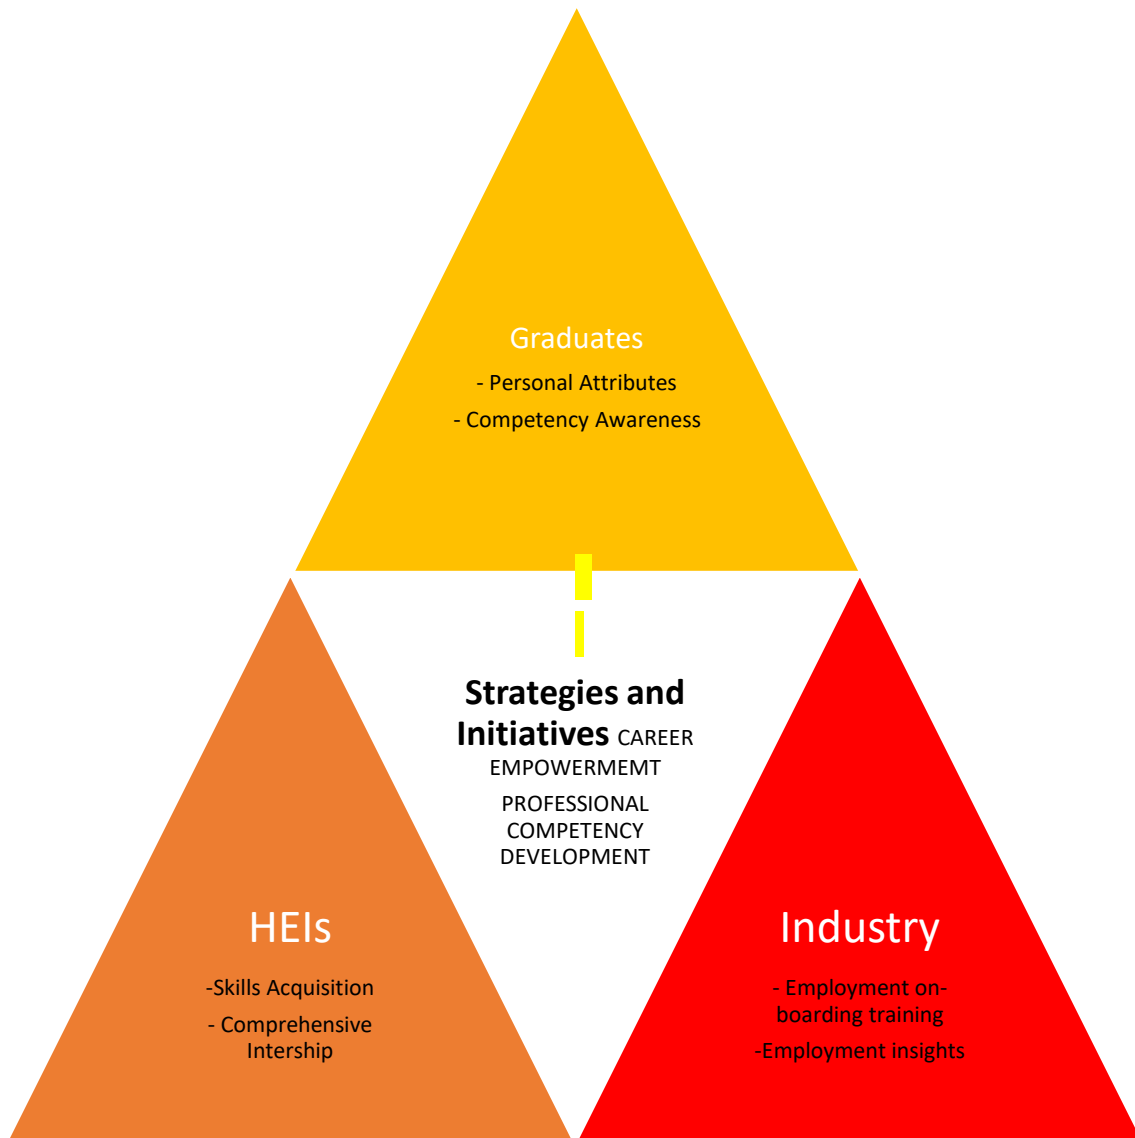 Graduates
- Personal Attributes
- Competency Awareness
Strategies and
Initiatives CAREER
EMPOWERMEMT
PROFESSIONAL
COMPETENCY
DEVELOPMENT
HEIs
-Skills Acquisition
- Comprehensive
Intership
Industry
- Employment on-
boarding training
-Employment insights